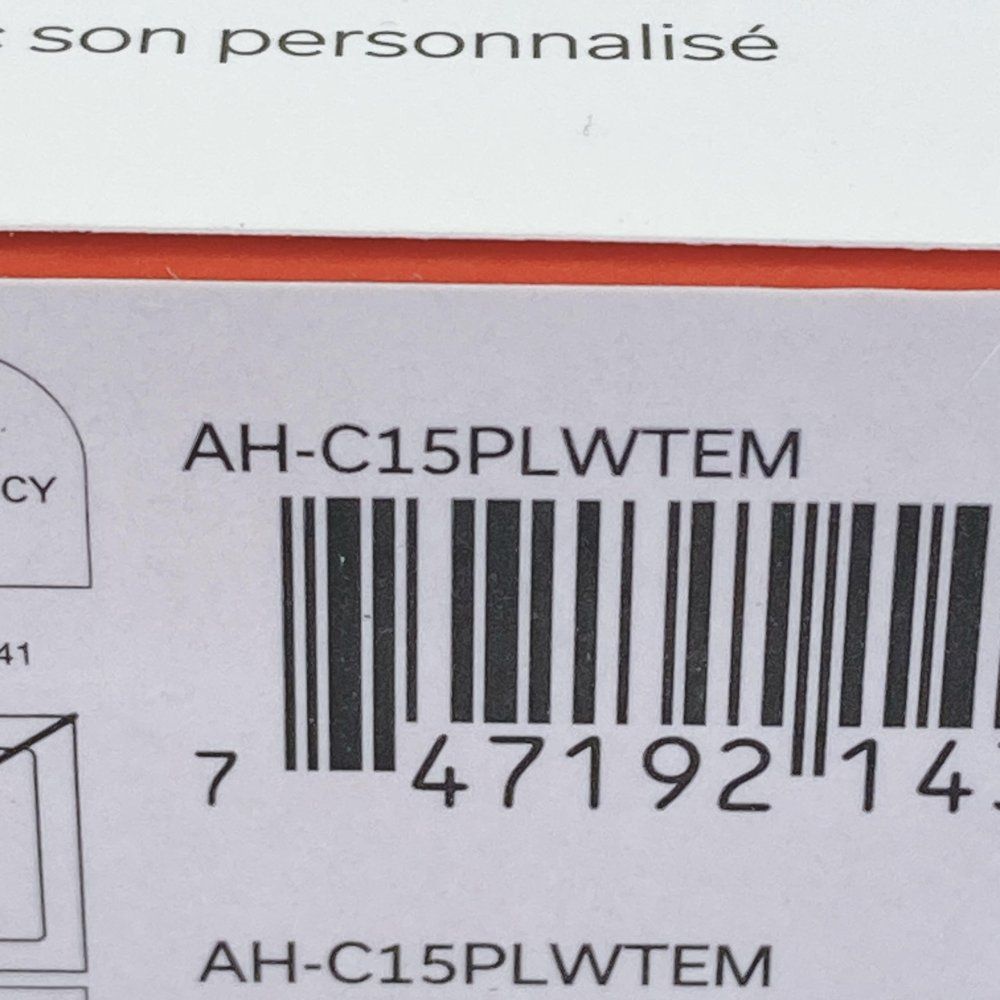 son personnalisé
AH-C15PLWTEM
CY
41
7 47192 14
AH-C15PLWTEM